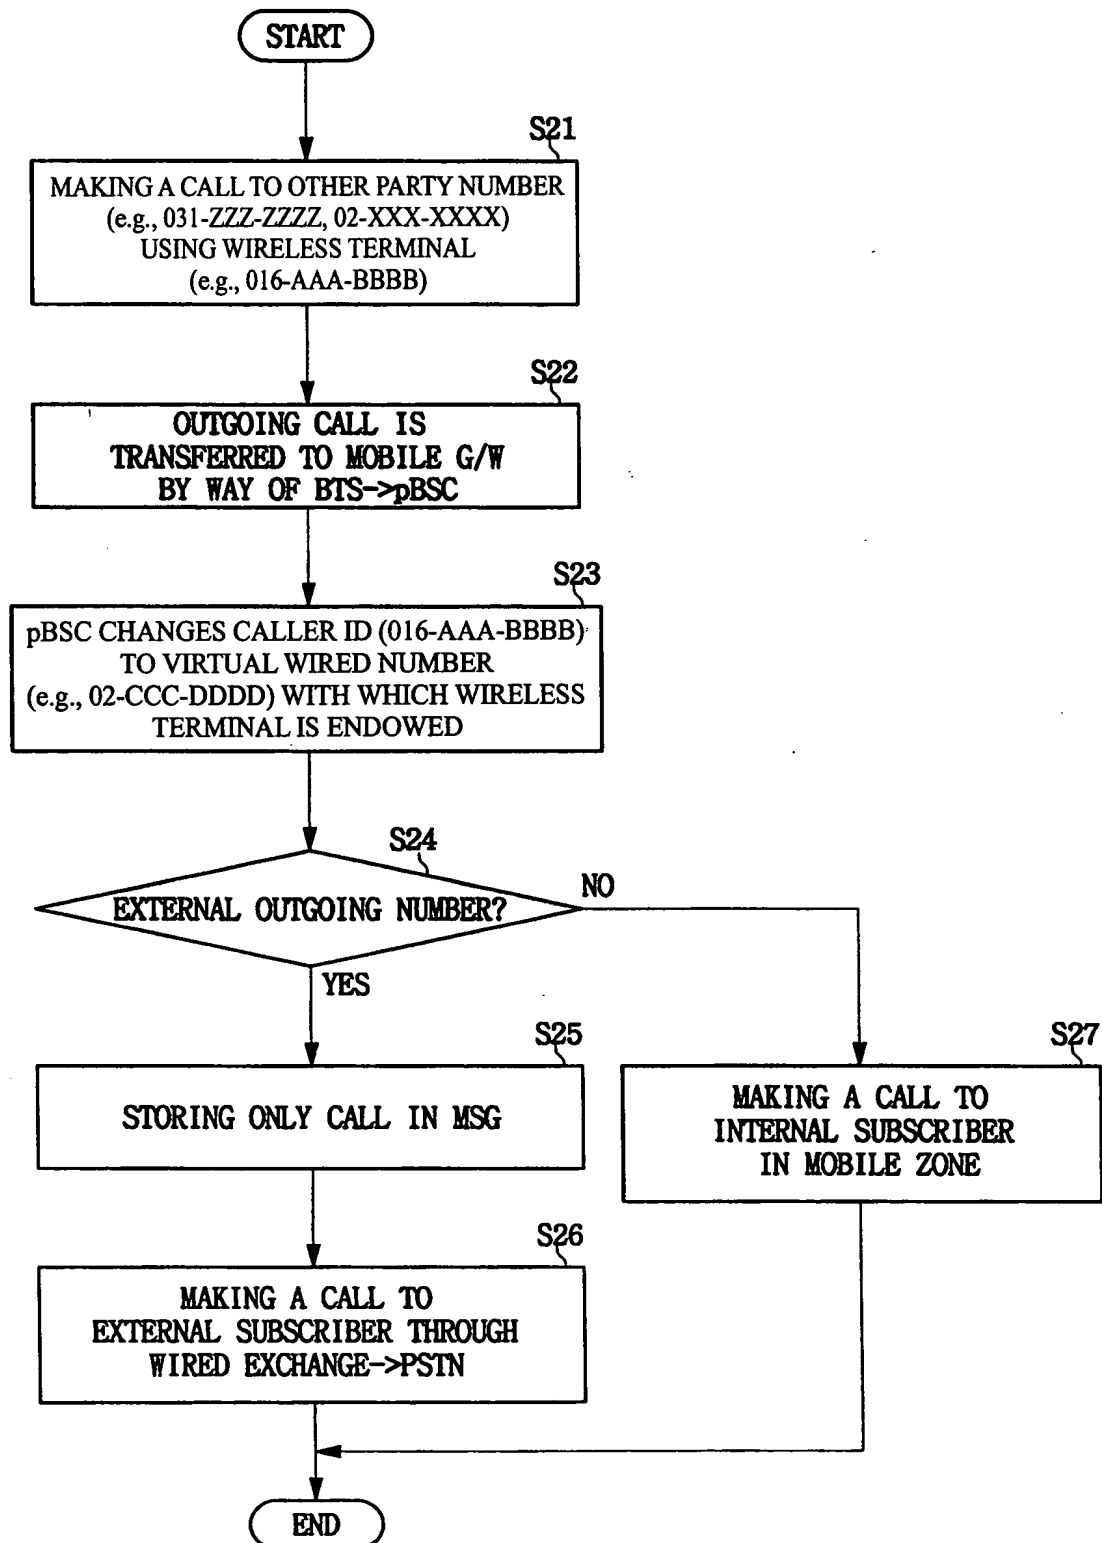 START
S21
MAKING A CALL TO OTHER PARTY NUMBER
(e.g., 031-ZZZ-ZZZZ, 02-XXX-XXXX)
USING WIRELESS TERMINAL
(e.g., 016-AAA-BBBB)
S22
OUTGOING CALL IS
TRANSFERRED TO MOBILE G/W
BY WAY OF BTS->pBSC
S23
pBSC CHANGES CALLER ID (016-AAA-BBBB)
TO VIRTUAL WIRED NUMBER
(e.g., 02-CCC-DDDD) WITH WHICH WIRELESS
TERMINAL IS ENDOWED
S24
EXTERNAL OUTGOING NUMBER?
NO
YES
S25
STORING ONLY CALL IN MSG
S27
MAKING A CALL TO
INTERNAL SUBSCRIBER
IN MOBILE ZONE
S26
MAKING A CALL TO
EXTERNAL SUBSCRIBER THROUGH
WIRED EXCHANGE->PSTN
END